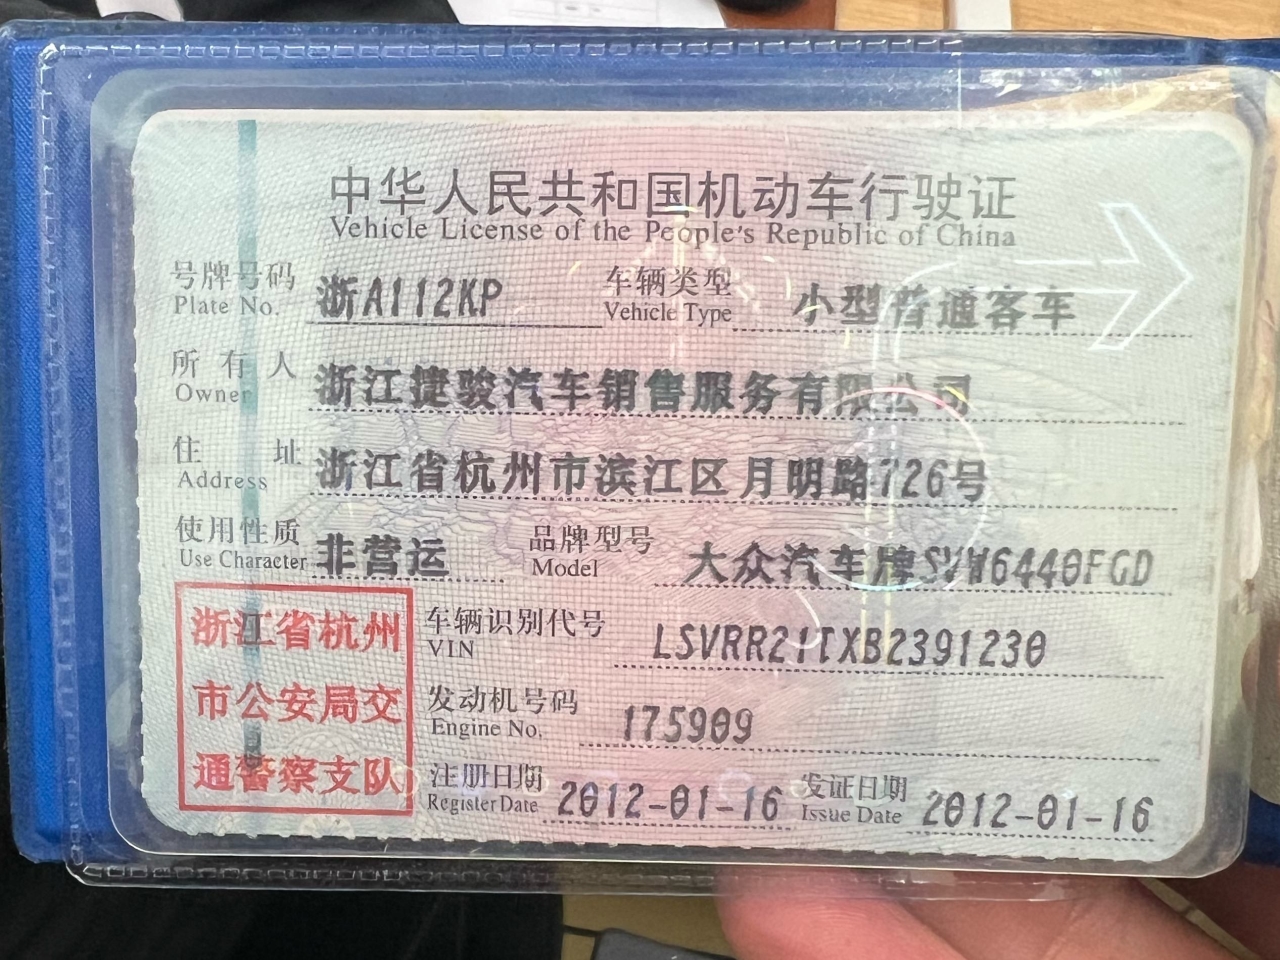 中华人民共和国机动车行驶证
Vehicle License of the People's Republic of China
号牌号码 浙A112KP 车辆类型 小型普通客车
Plate No. Vehicle Type
所有人 浙江捷骏汽车销售服务有限公司
Owner
住址 浙江省杭州市滨江区月明路726号
Address
使用性质 非营运 品牌型号 大众汽车牌SVW6440FGD
Use Character Model
浙江省杭州
市公安局交
通警察支队
车辆识别代号
VIN
发动机号码 175909
Engine No.
注册日期 2012-01-16 发证日期 2012-01-16
Register Date Issue Date